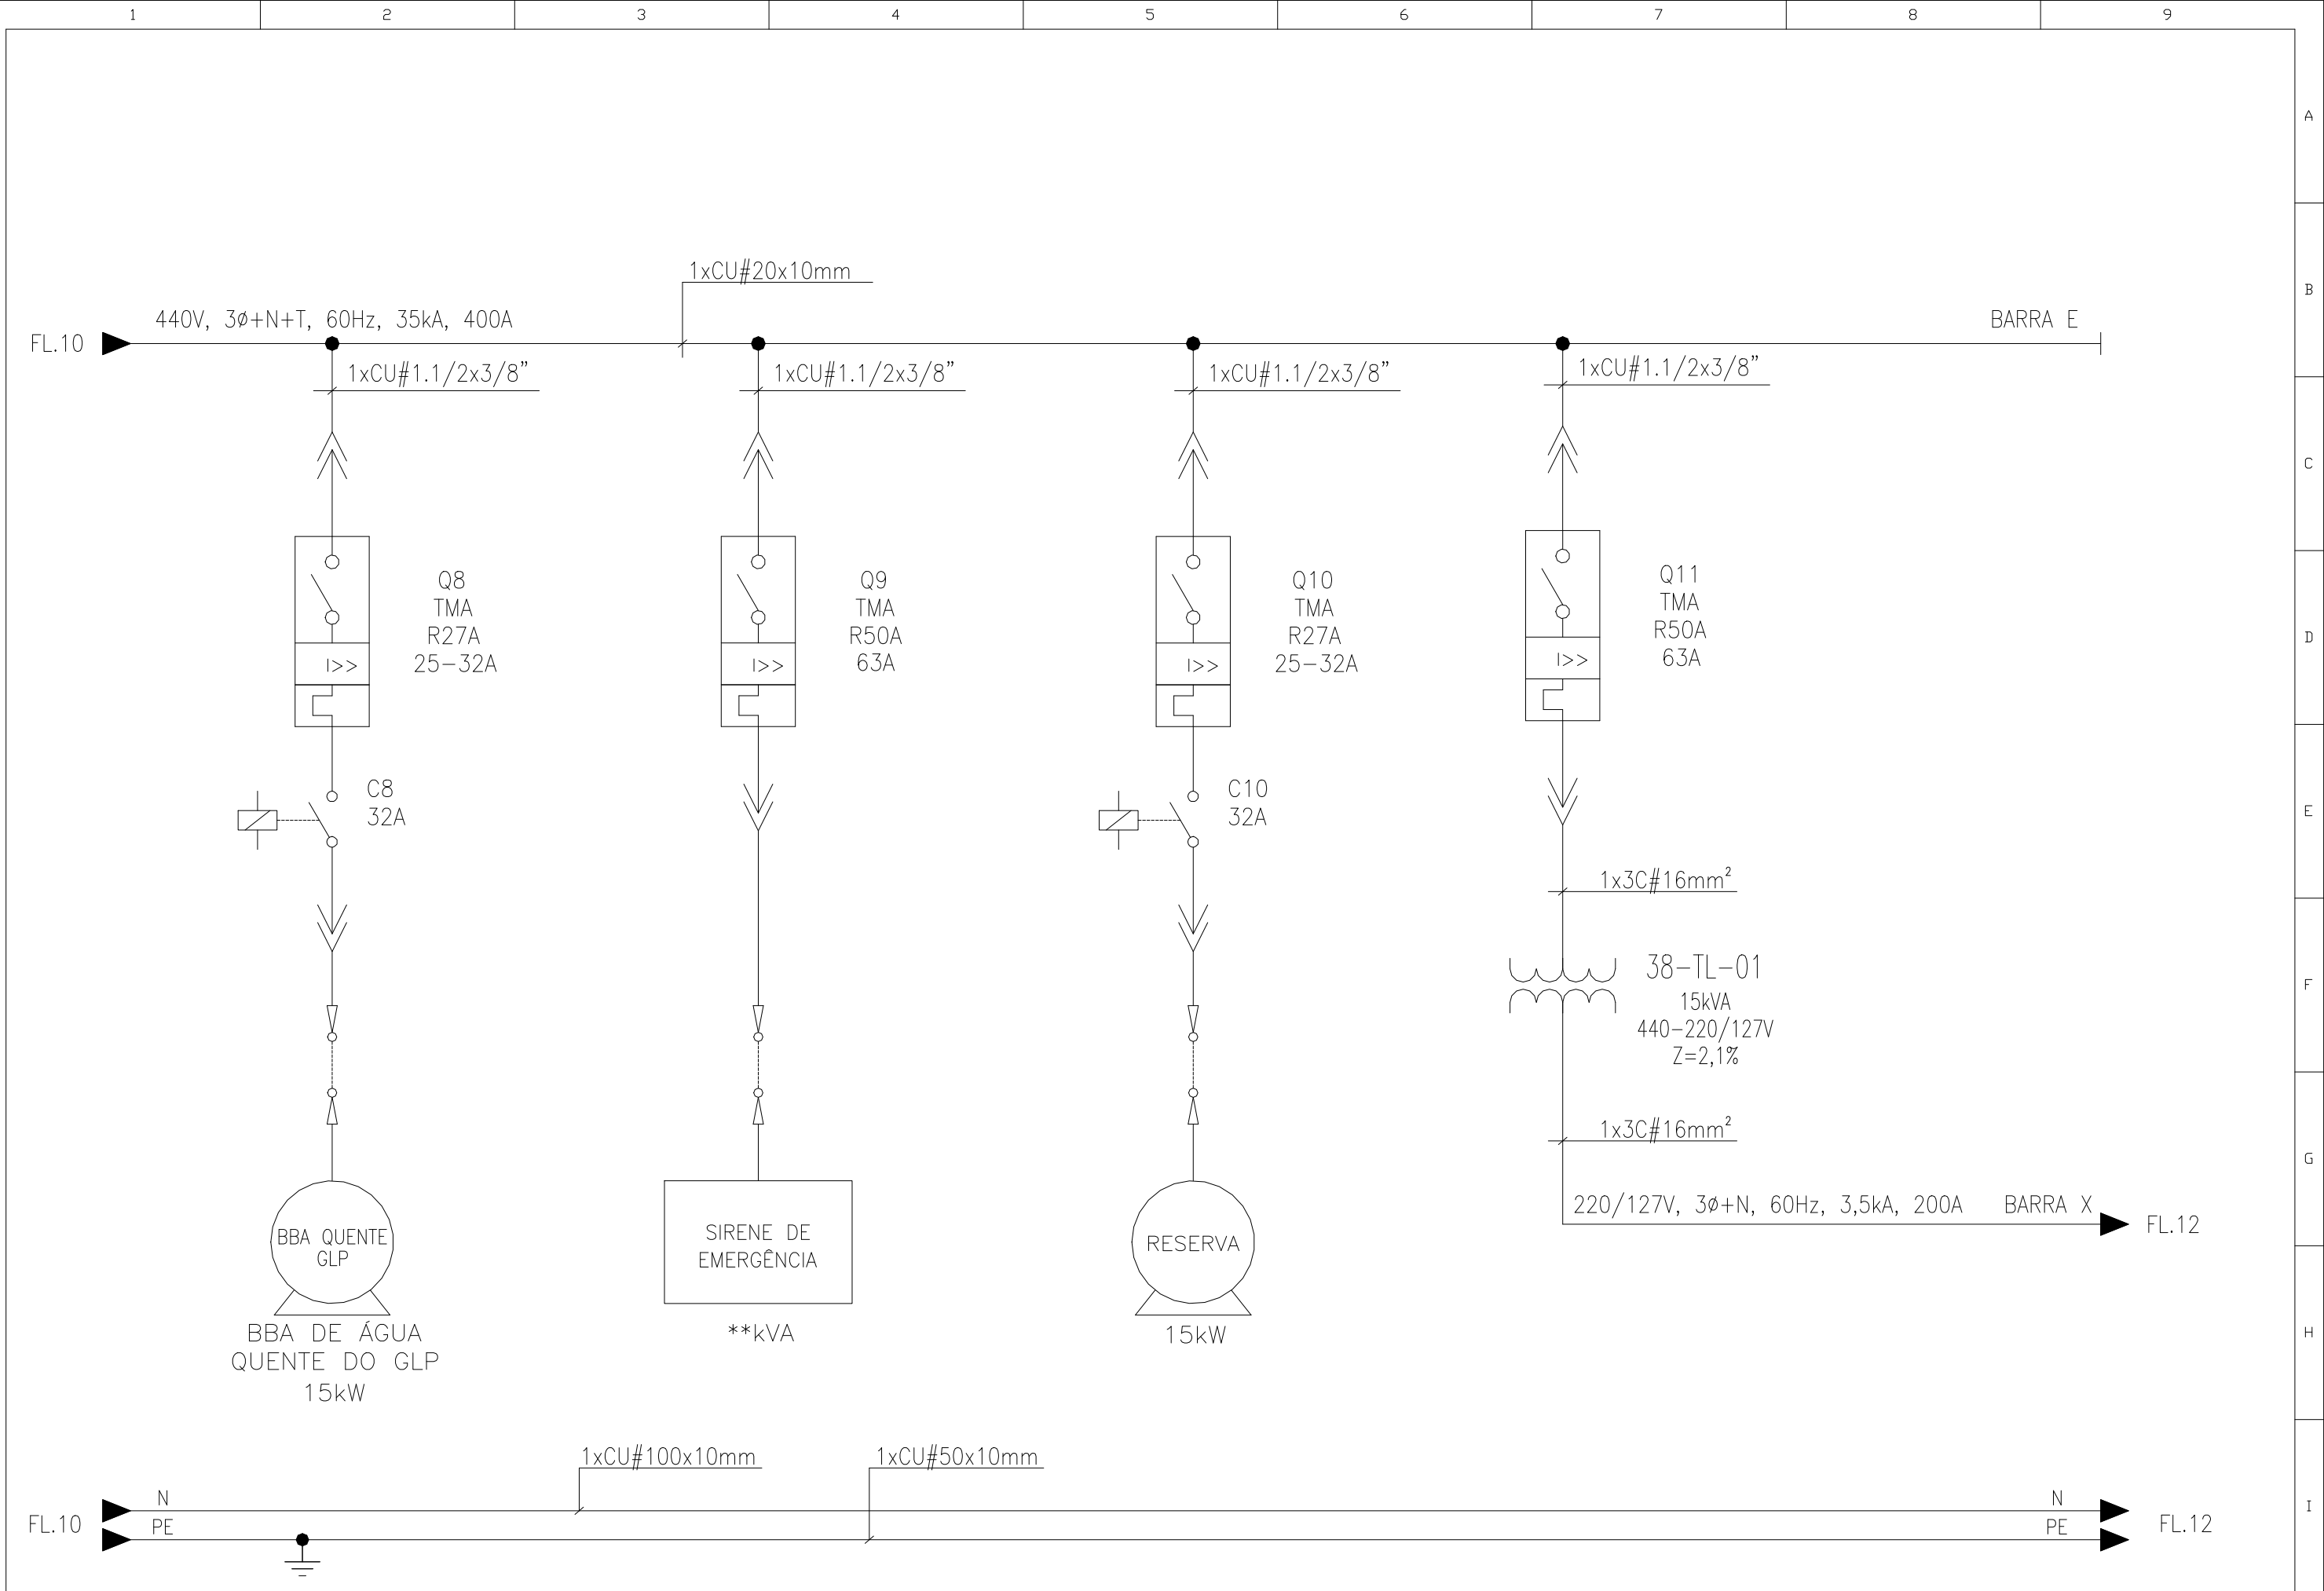 1 2 3 4 5 6 7 8 9
A
B
C
D
E
F
G
H
I
1xCU#20x10mm
440V, 3ø+N+T, 60Hz, 35kA, 400A
BARRA E
FL.10
1xCU#1.1/2x3/8"
1xCU#1.1/2x3/8"
1xCU#1.1/2x3/8"
1xCU#1.1/2x3/8"
Q8
TMA
R27A
25-32A
I>>
Q9
TMA
R50A
63A
I>>
Q10
TMA
R27A
25-32A
I>>
Q11
TMA
R50A
63A
I>>
C8
32A
C10
32A
1x3C#16mm²
38-TL-01
15kVA
440-220/127V
Z=2,1%
1x3C#16mm²
220/127V, 3ø+N, 60Hz, 3,5kA, 200A BARRA X
FL.12
BBA QUENTE
GLP
BBA DE ÁGUA
QUENTE DO GLP
15kW
SIRENE DE
EMERGÊNCIA
**kVA
RESERVA
15kW
1xCU#100x10mm
1xCU#50x10mm
N
PE
FL.10
N
PE
FL.12